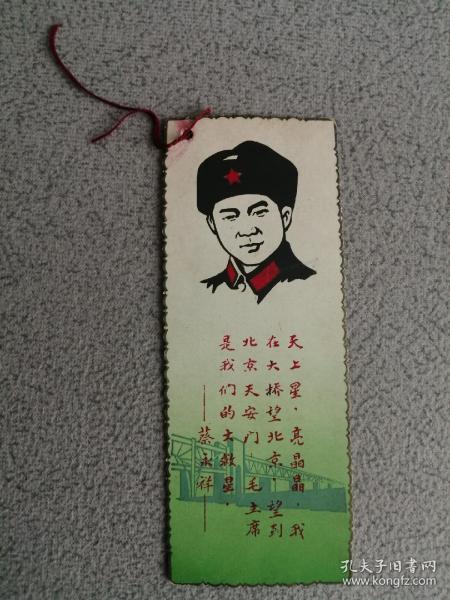 天上星，亮晶晶，我
在大桥望北京，望到
北京天安门 毛主席
是我们的大救星。
——蔡永祥——
孔夫子旧书网
www.kongfz.com